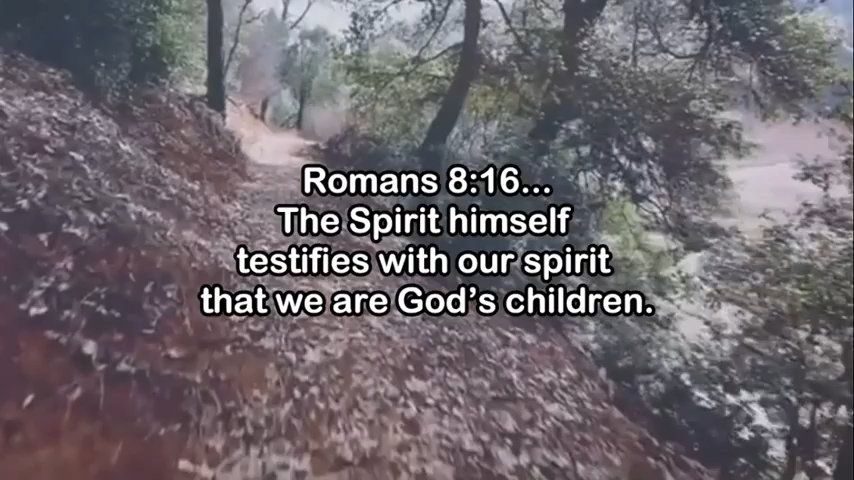 Romans 8:16...
The Spirit himself
testifies with our spirit
that we are God's children.